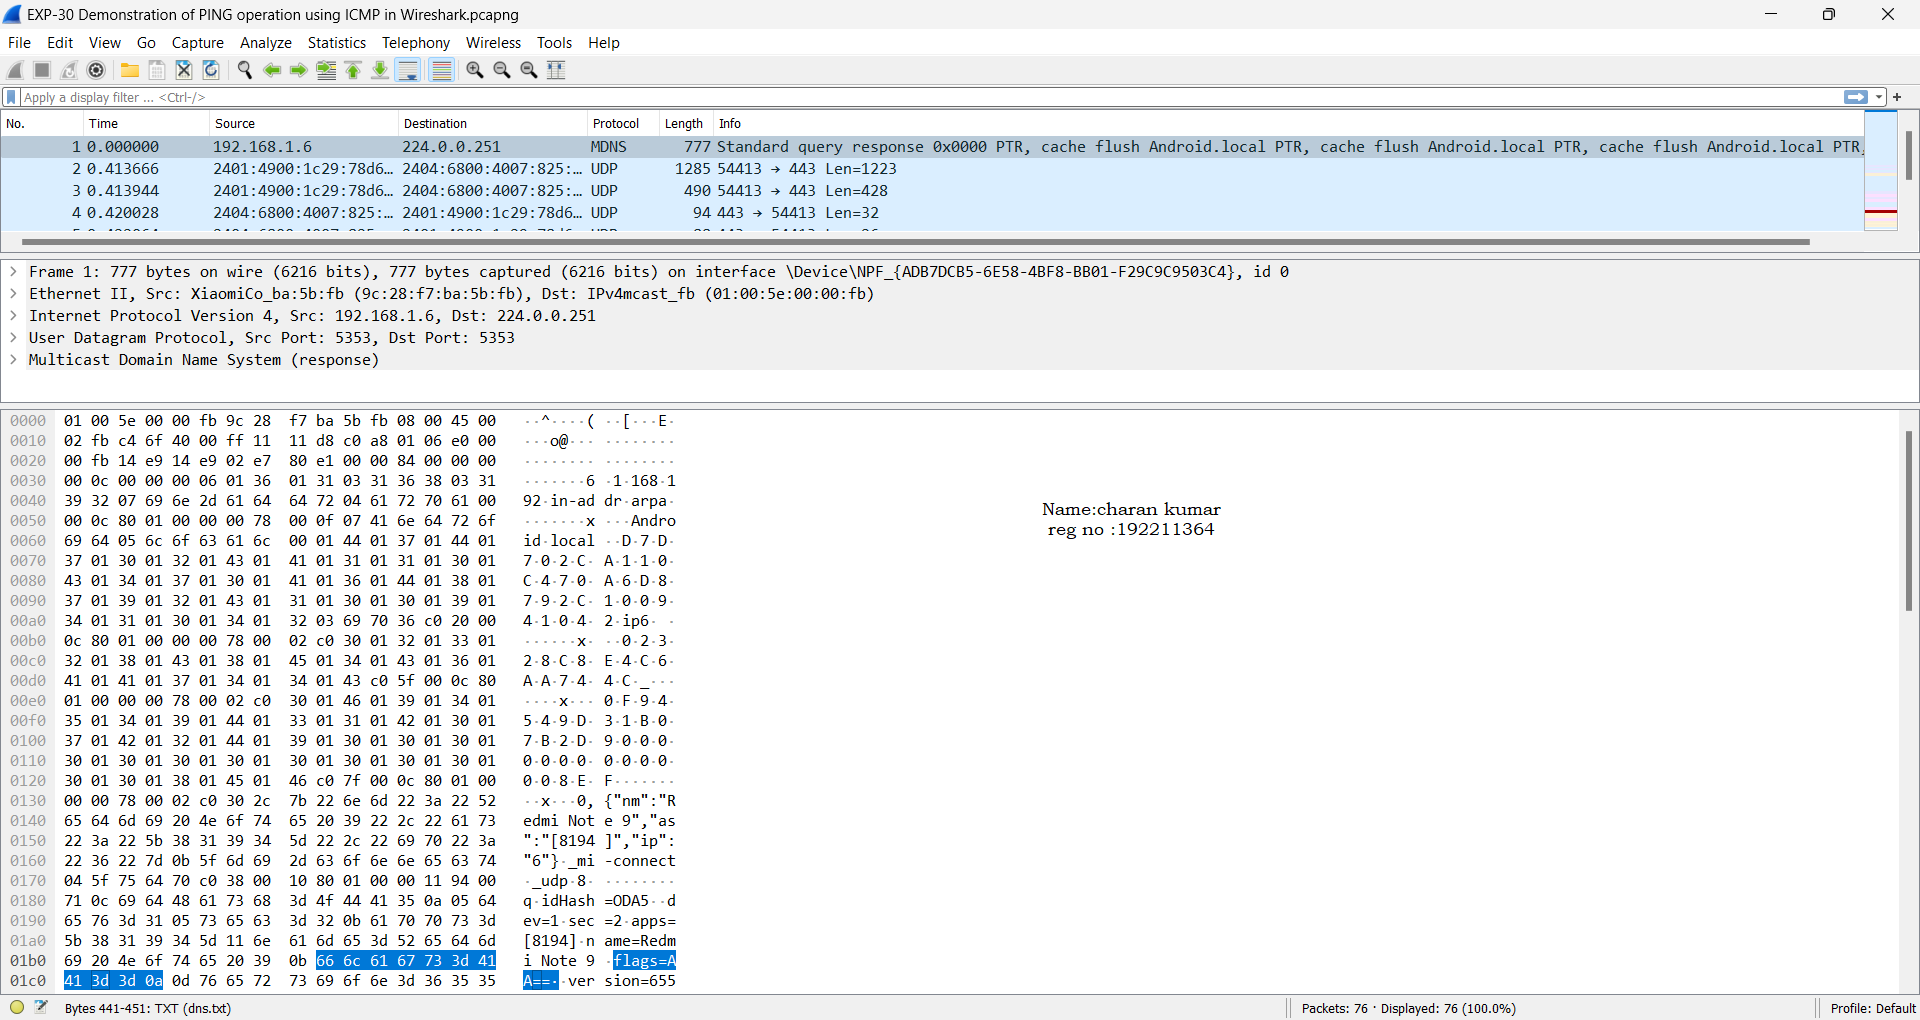 EXP-30 Demonstration of PING operation using ICMP in Wireshark.pcapng
File Edit View Go Capture Analyze Statistics Telephony Wireless Tools Help
Apply a display filter ... <Ctrl-/>
No. Time Source Destination Protocol Length Info
1 0.000000 192.168.1.6 224.0.0.251 MDNS 777 Standard query response 0x0000 PTR, cache flush Android.local PTR, cache flush Android.local PTR, cache flush Android.local PTR,
2 0.413666 2401:4900:1c29:78d6… 2404:6800:4007:825:… UDP 1285 54413 → 443 Len=1223
3 0.413944 2401:4900:1c29:78d6… 2404:6800:4007:825:… UDP 490 54413 → 443 Len=428
4 0.420028 2404:6800:4007:825:… 2401:4900:1c29:78d6… UDP 94 443 → 54413 Len=32
Frame 1: 777 bytes on wire (6216 bits), 777 bytes captured (6216 bits) on interface \Device\NPF_{ADB7DCB5-6E58-4BF8-BB01-F29C9C9503C4}, id 0
Ethernet II, Src: XiaomiCo_ba:5b:fb (9c:28:f7:ba:5b:fb), Dst: IPv4mcast_fb (01:00:5e:00:00:fb)
Internet Protocol Version 4, Src: 192.168.1.6, Dst: 224.0.0.251
User Datagram Protocol, Src Port: 5353, Dst Port: 5353
Multicast Domain Name System (response)
0000 01 00 5e 00 00 fb 9c 28 f7 ba 5b fb 08 00 45 00 ··^····( ··[···E·
0010 02 fb c4 6f 40 00 ff 11 11 d8 c0 a8 01 06 e0 00 ···o@··· ········
0020 00 fb 14 e9 14 e9 02 e7 80 e1 00 00 84 00 00 00 ········ ········
0030 00 0c 00 00 00 06 01 36 01 31 03 31 36 38 03 31 ·······6 ·1·168·1
0040 39 32 07 69 6e 2d 61 64 64 72 04 61 72 70 61 00 92·in-ad dr·arpa·
0050 00 0c 80 01 00 00 00 78 00 0f 07 41 6e 64 72 6f ·······x ···Andro
0060 69 64 05 6c 6f 63 61 6c 00 01 44 01 37 01 44 01 id·local ··D·7·D·
0070 37 01 30 01 32 01 43 01 41 01 31 01 31 01 30 01 7·0·2·C· A·1·1·0·
0080 43 01 34 01 37 01 30 01 41 01 36 01 44 01 38 01 C·4·7·0· A·6·D·8·
0090 37 01 39 01 32 01 43 01 31 01 30 01 30 01 39 01 7·9·2·C· 1·0·0·9·
00a0 34 01 31 01 30 01 34 01 32 03 69 70 36 c0 20 00 4·1·0·4· 2·ip6· ·
00b0 0c 80 01 00 00 00 78 00 02 c0 30 01 32 01 33 01 ······x· ··0·2·3·
00c0 32 01 38 01 43 01 38 01 45 01 34 01 43 01 36 01 2·8·C·8· E·4·C·6·
00d0 41 01 41 01 37 01 34 01 34 01 43 c0 5f 00 0c 80 A·A·7·4· 4·C·_···
00e0 01 00 00 00 78 00 02 c0 30 01 46 01 39 01 34 01 ····x··· 0·F·9·4·
00f0 35 01 34 01 39 01 44 01 33 01 31 01 42 01 30 01 5·4·9·D· 3·1·B·0·
0100 37 01 42 01 32 01 44 01 39 01 30 01 30 01 30 01 7·B·2·D· 9·0·0·0·
0110 30 01 30 01 30 01 30 01 30 01 30 01 30 01 30 01 0·0·0·0· 0·0·0·0·
0120 30 01 30 01 38 01 45 01 46 c0 7f 00 0c 80 01 00 0·0·8·E· F·······
0130 00 00 78 00 02 c0 30 2c 7b 22 6e 6d 22 3a 22 52 ··x···0, {"nm":"R
0140 65 64 6d 69 20 4e 6f 74 65 20 39 22 2c 22 61 73 edmi Not e 9","as
0150 22 3a 22 5b 38 31 39 34 5d 22 2c 22 69 70 22 3a ":"[8194 ]","ip":
0160 22 36 22 7d 0b 5f 6d 69 2d 63 6f 6e 6e 65 63 74 "6"}·_mi -connect
0170 04 5f 75 64 70 c0 38 00 10 80 01 00 00 11 94 00 ·_udp·8· ········
0180 71 0c 69 64 48 61 73 68 3d 4f 44 41 35 0a 05 64 q·idHash =ODA5··d
0190 65 76 3d 31 05 73 65 63 3d 32 0b 61 70 70 73 3d ev=1·sec =2·apps=
01a0 5b 38 31 39 34 5d 11 6e 61 6d 65 3d 52 65 64 6d [8194]·n ame=Redm
01b0 69 20 4e 6f 74 65 20 39 0b 66 6c 61 67 73 3d 41 i Note 9 ·flags=A
01c0 41 3d 3d 0a 0d 76 65 72 73 69 6f 6e 3d 36 35 35 A==··ver sion=655
Name:charan kumar
reg no :192211364
Bytes 441-451: TXT (dns.txt) Packets: 76 · Displayed: 76 (100.0%) Profile: Default